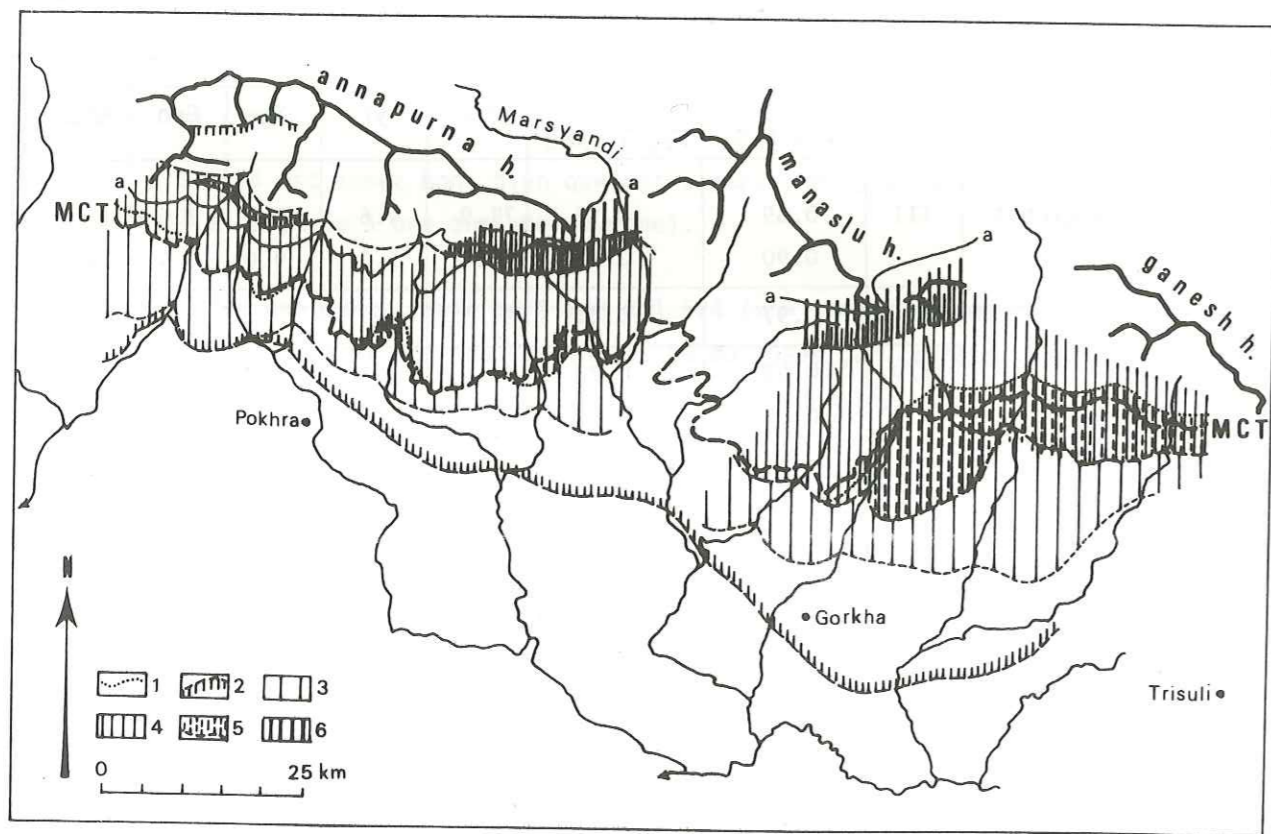 annapurna h.
Marsyandi
manaslu h.
ganesh h.
a
a
a
a
MCT
MCT
Pokhra
Gorkha
Trisuli
N
1
2
3
4
5
6
0
25 km